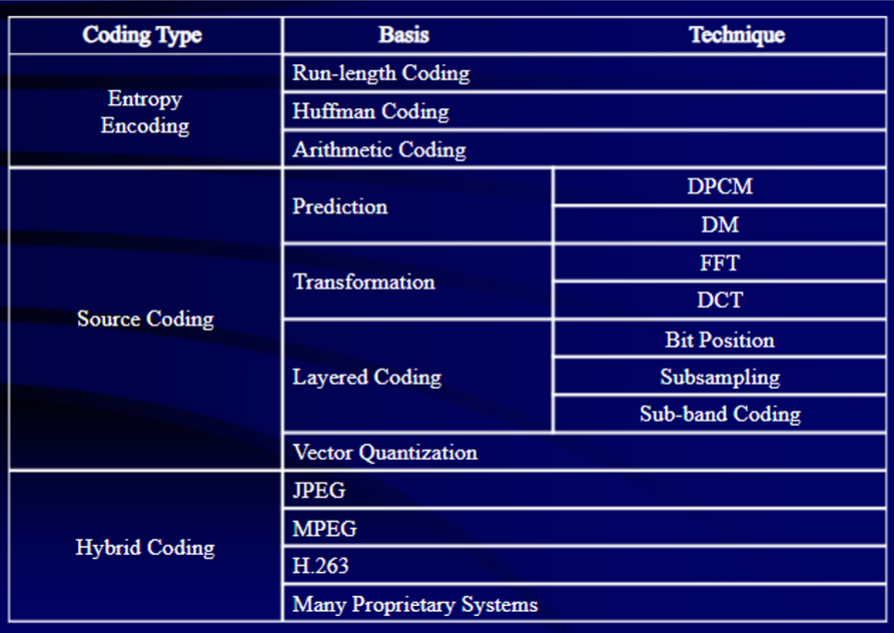 Coding Type Basis Technique
Entropy
Encoding
Run-length Coding
Huffman Coding
Arithmetic Coding
Source Coding
Prediction
DPCM
DM
Transformation
FFT
DCT
Layered Coding
Bit Position
Subsampling
Sub-band Coding
Vector Quantization
Hybrid Coding
JPEG
MPEG
H.263
Many Proprietary Systems